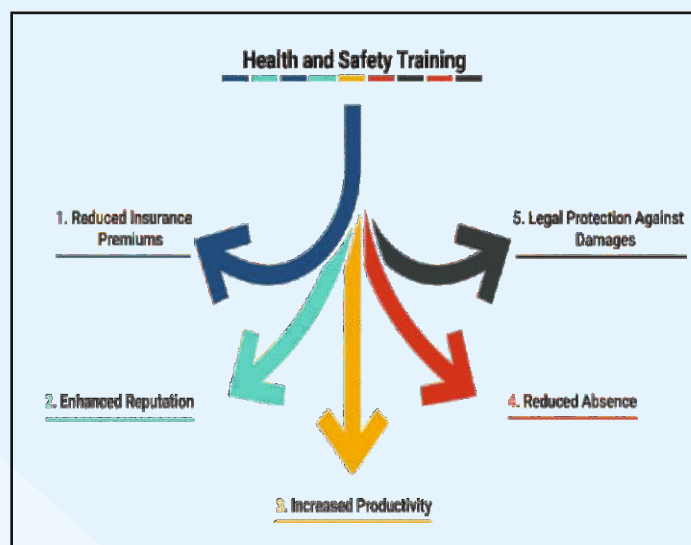 Health and Safety Training
1. Reduced Insurance
Premiums
2. Enhanced Reputation
3. Increased Productivity
4. Reduced Absence
5. Legal Protection Against
Damages